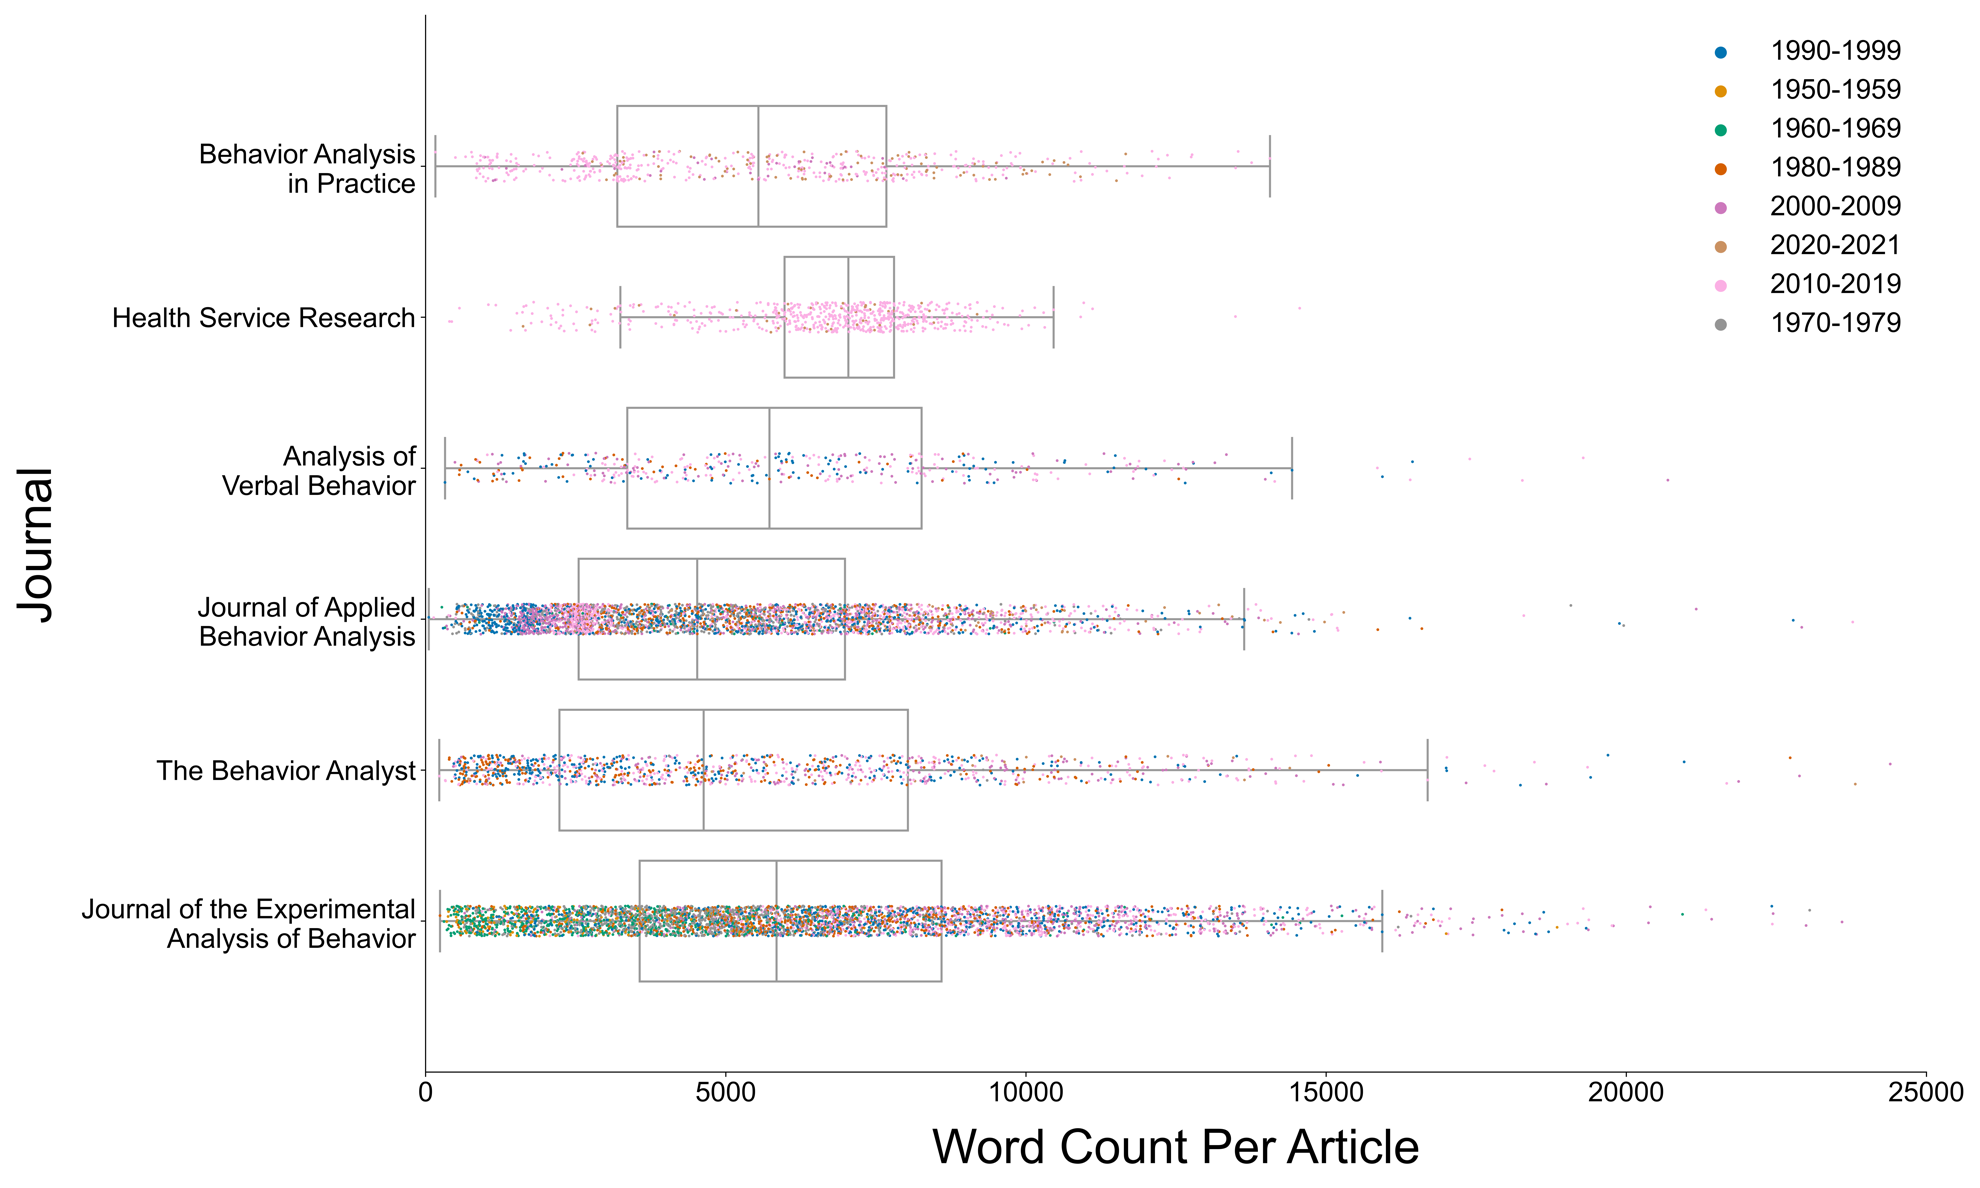 1990-1999
1950-1959
1960-1969
1980-1989
2000-2009
2020-2021
2010-2019
1970-1979
Journal
Behavior Analysis
in Practice
Health Service Research
Analysis of
Verbal Behavior
Journal of Applied
Behavior Analysis
The Behavior Analyst
Journal of the Experimental
Analysis of Behavior
0 5000 10000 15000 20000 25000
Word Count Per Article